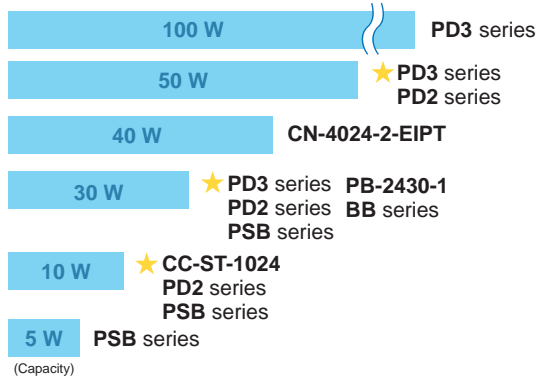 100 W PD3 series
50 W PD3 series
PD2 series
40 W CN-4024-2-EIPT
30 W PD3 series PB-2430-1
PD2 series BB series
PSB series
10 W CC-ST-1024
PD2 series
PSB series
5 W PSB series
(Capacity)